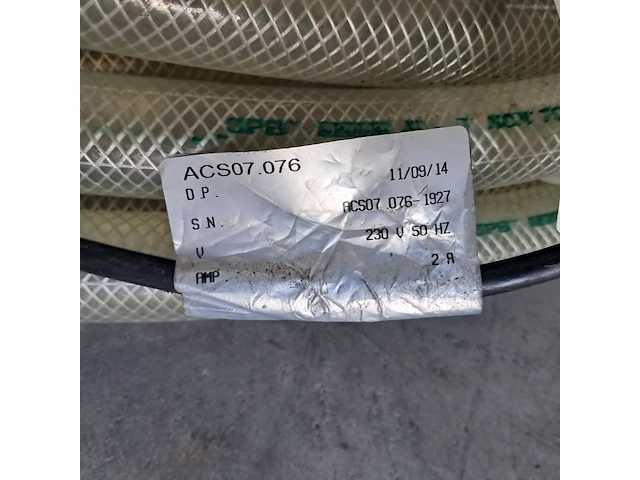 ACS07.076
D.P. 11/09/14
S.N. ACS07.076-1927
V 230 V 50 HZ
AMP. 2 A